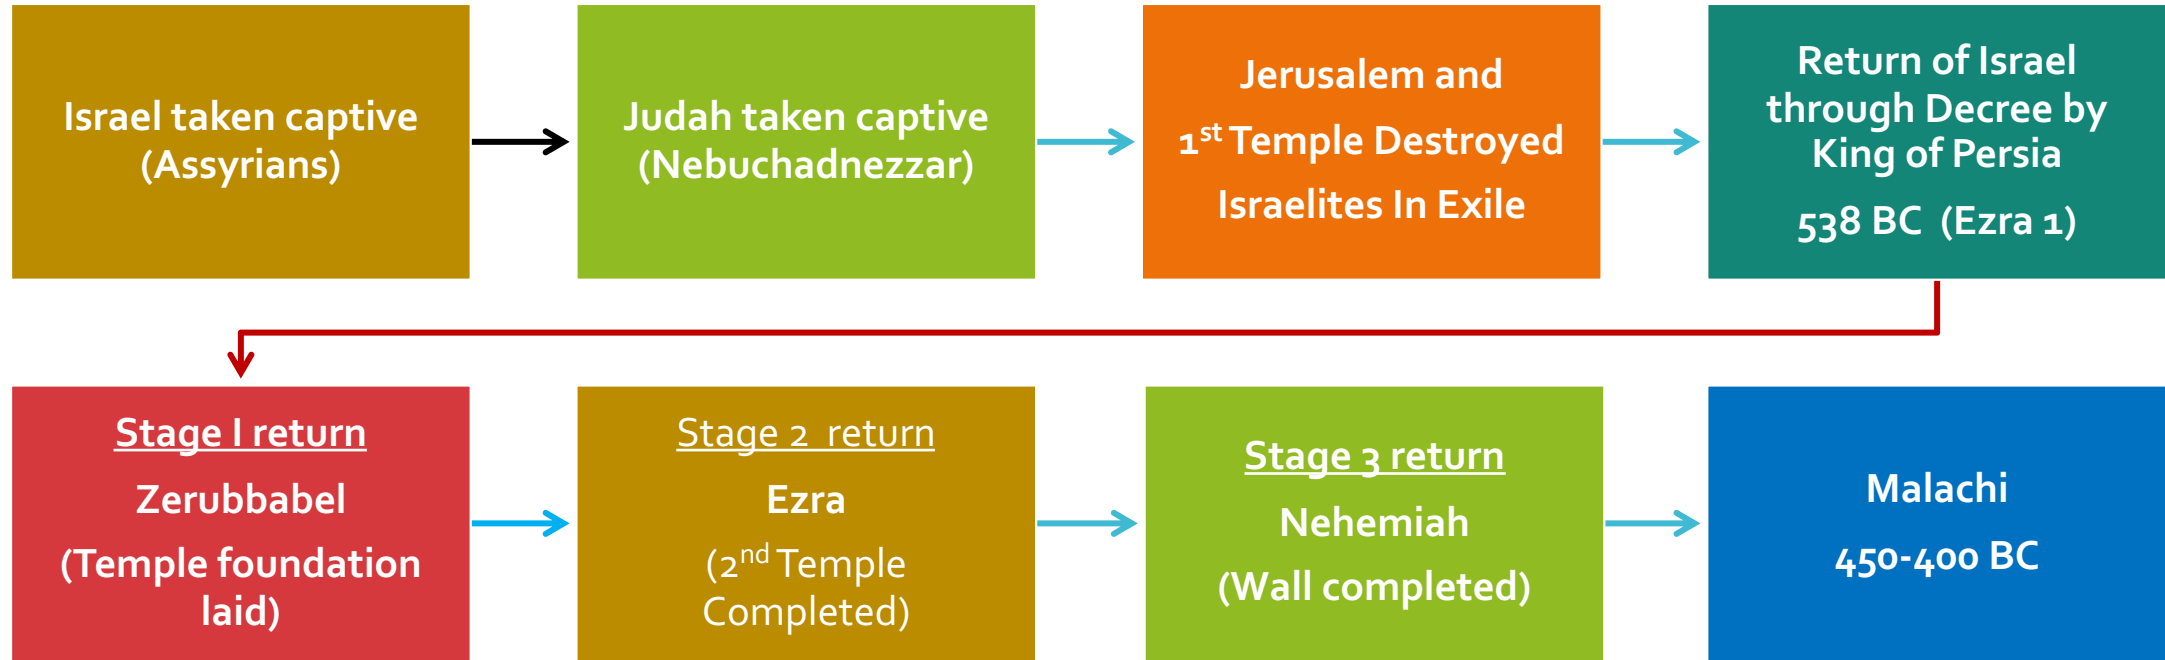 Israel taken captive
(Assyrians)
Judah taken captive
(Nebuchadnezzar)
Jerusalem and
1st Temple Destroyed
Israelites In Exile
Return of Israel
through Decree by
King of Persia
538 BC (Ezra 1)
Stage I return
Zerubbabel
(Temple foundation
laid)
Stage 2 return
Ezra
(2nd Temple
Completed)
Stage 3 return
Nehemiah
(Wall completed)
Malachi
450-400 BC